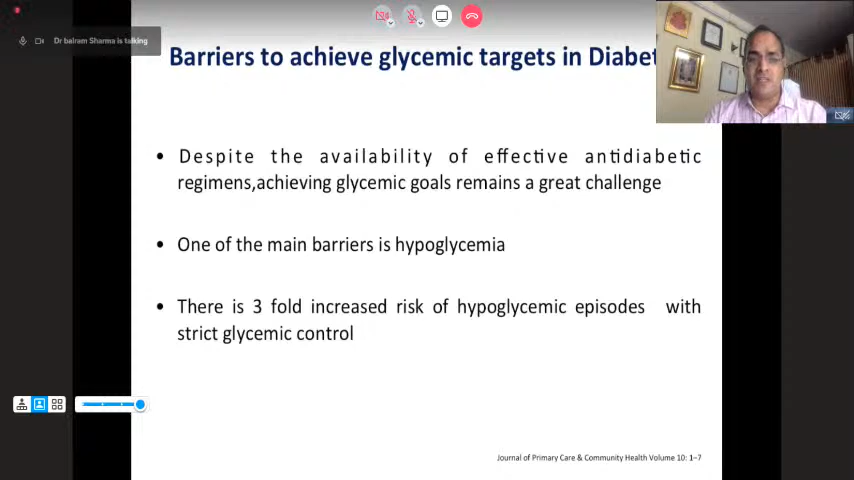 Dr balram Sharma is talking
Barriers to achieve glycemic targets in Diabet
• Despite the availability of effective antidiabetic
regimens,achieving glycemic goals remains a great challenge
• One of the main barriers is hypoglycemia
• There is 3 fold increased risk of hypoglycemic episodes with
strict glycemic control
Journal of Primary Care & Community Health Volume 10: 1–7